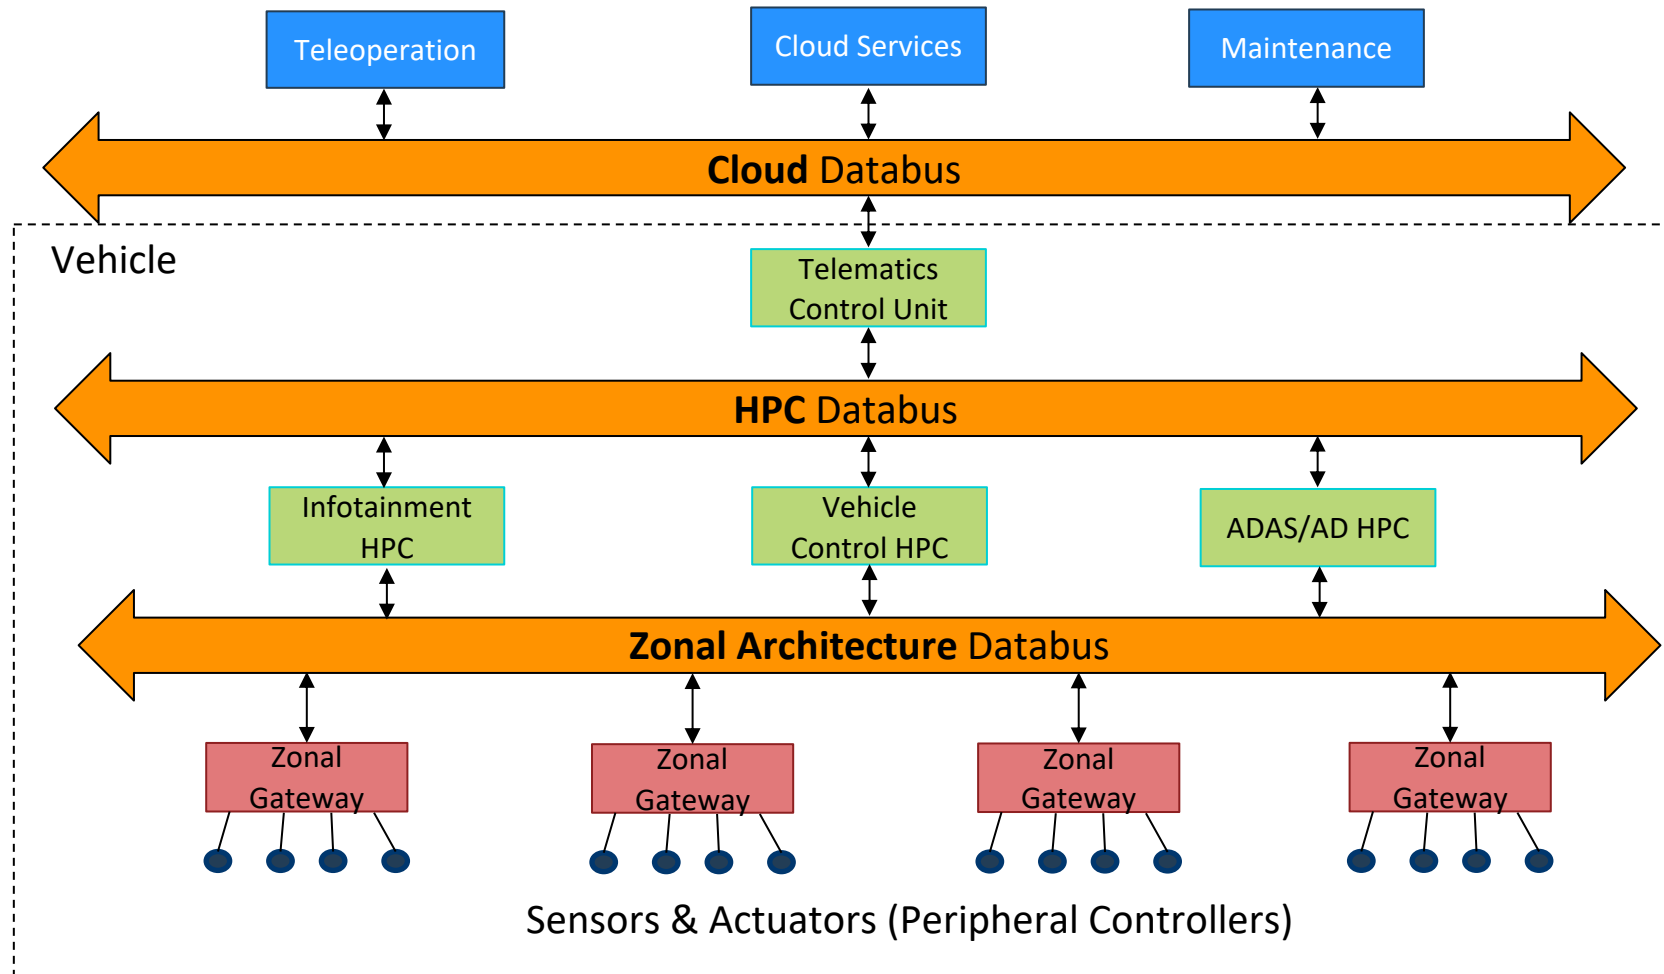 Teleoperation
Cloud Services
Maintenance
Cloud Databus
Vehicle
Telematics
Control Unit
HPC Databus
Infotainment
HPC
Vehicle
Control HPC
ADAS/AD HPC
Zonal Architecture Databus
Zonal
Gateway
Zonal
Gateway
Zonal
Gateway
Zonal
Gateway
Sensors & Actuators (Peripheral Controllers)